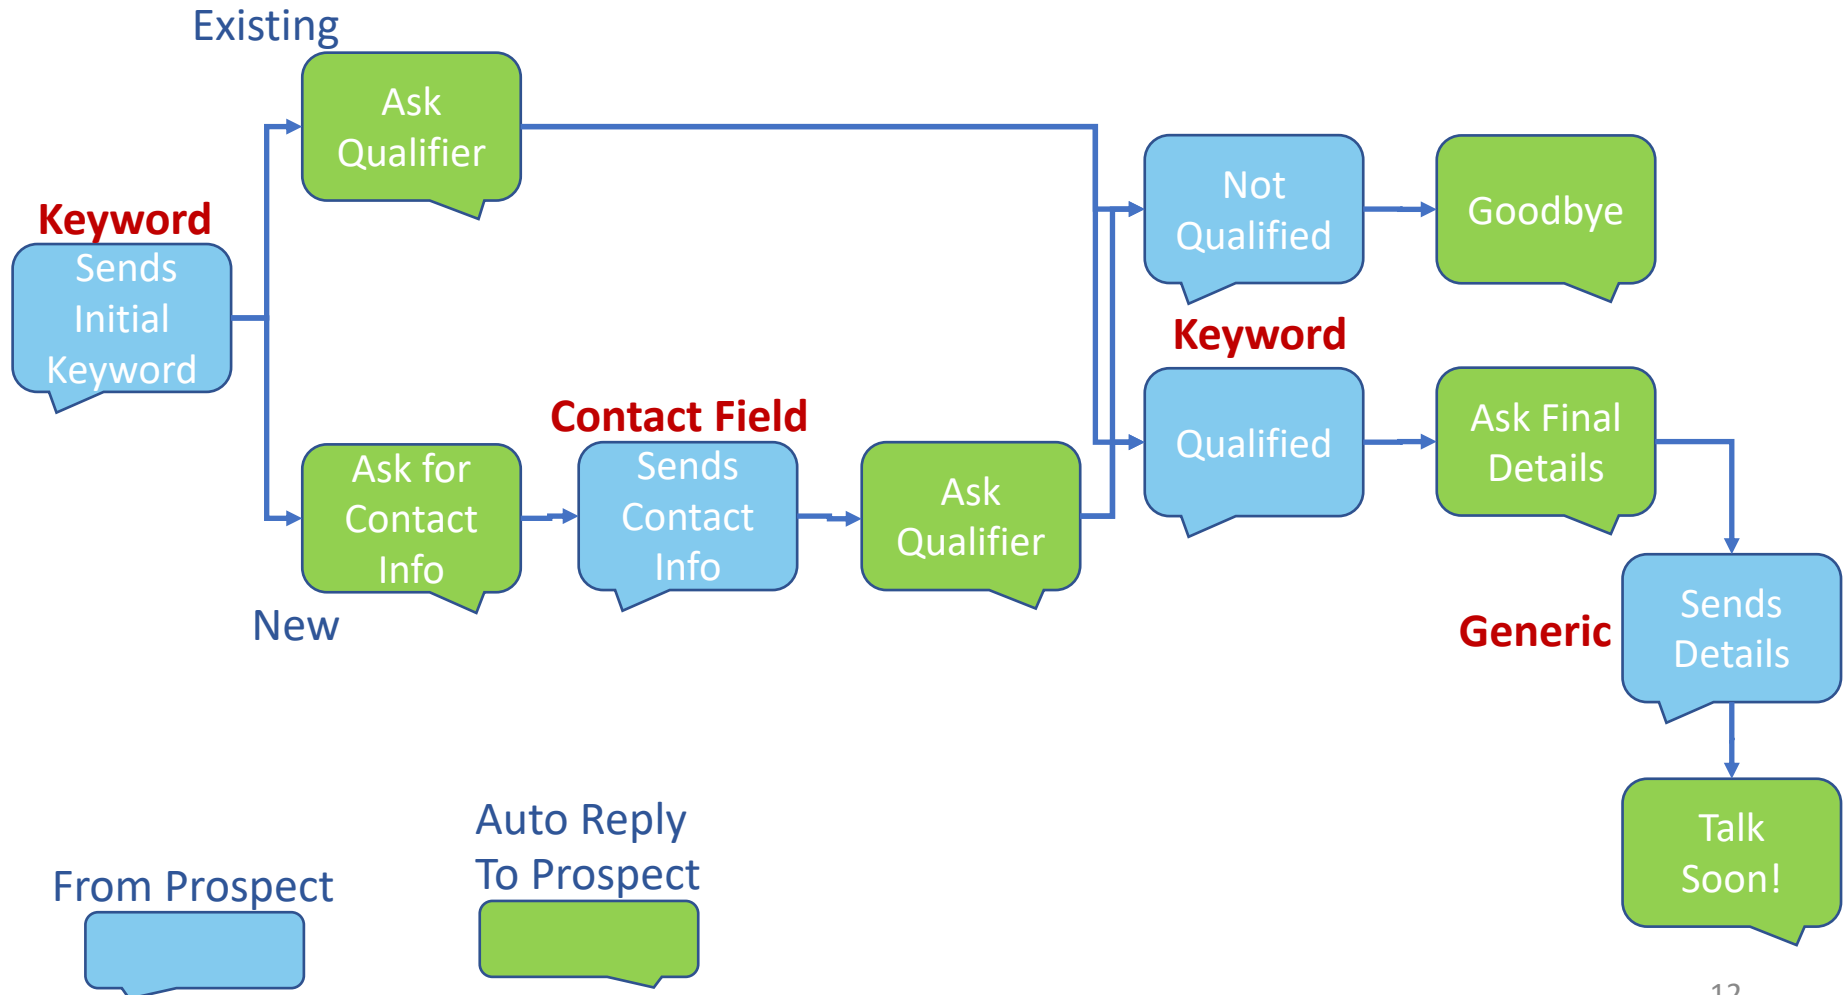 Existing
Ask
Qualifier
Keyword
Sends
Initial
Keyword
Not
Qualified
Goodbye
Keyword
Qualified
Ask Final
Details
Contact Field
Ask for
Contact
Info
Sends
Contact
Info
Ask
Qualifier
New
Generic
Sends
Details
Talk
Soon!
Auto Reply
To Prospect
From Prospect
12